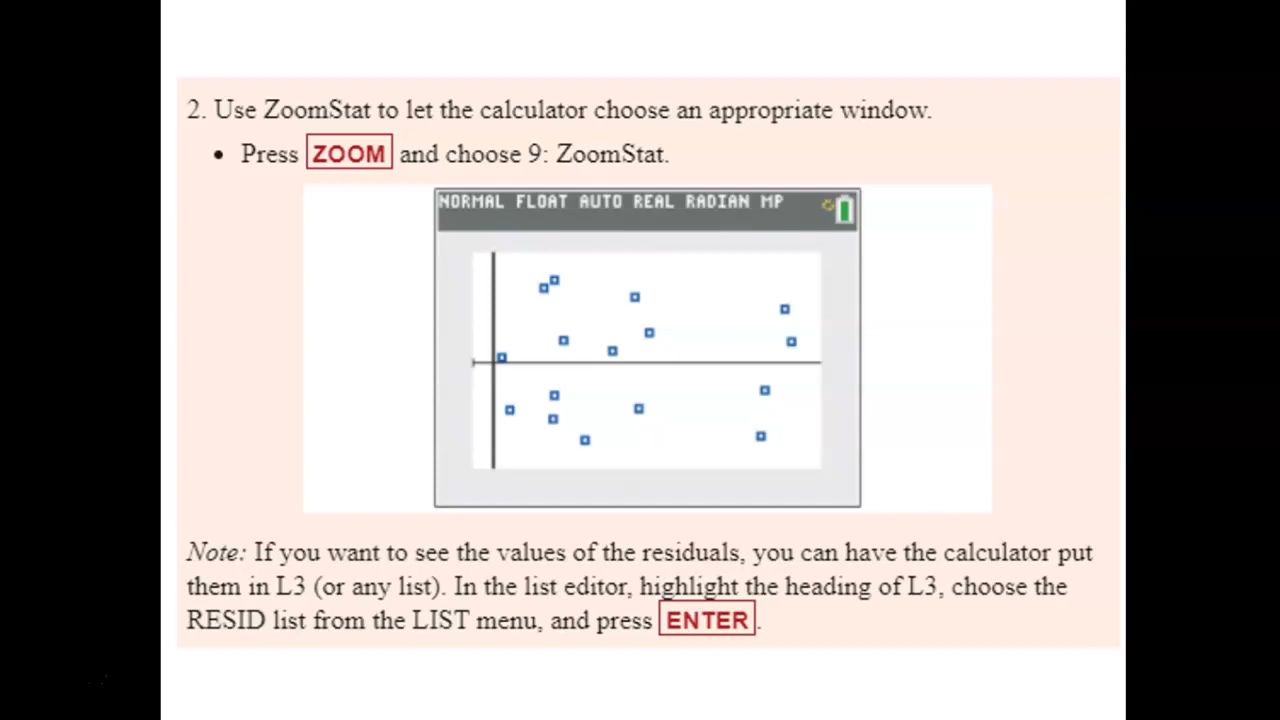 2. Use ZoomStat to let the calculator choose an appropriate window.
• Press ZOOM and choose 9: ZoomStat.
NORMAL FLOAT AUTO REAL RADIAN MP
Note: If you want to see the values of the residuals, you can have the calculator put
them in L3 (or any list). In the list editor, highlight the heading of L3, choose the
RESID list from the LIST menu, and press ENTER.